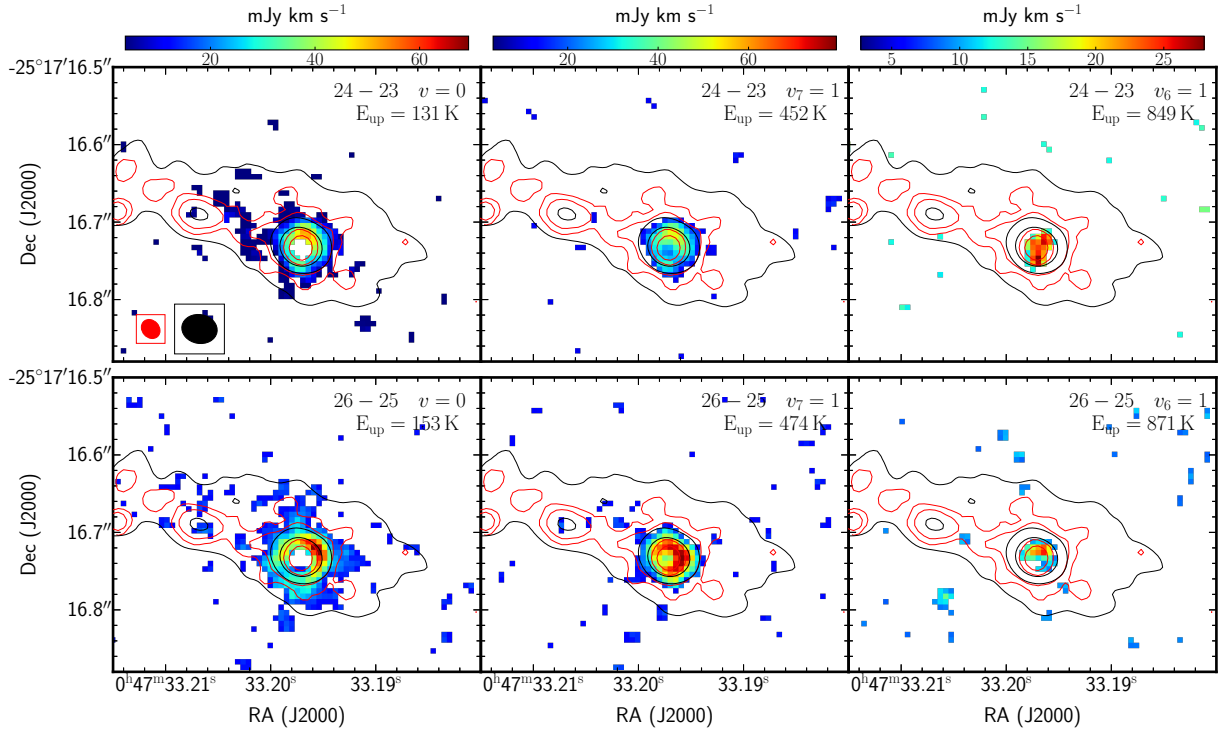 mJy km s⁻¹ mJy km s⁻¹ mJy km s⁻¹
20 40 60 20 40 60 5 10 15 20 25
-25°17′16.5″
24 − 23 v = 0 24 − 23 v₇ = 1 24 − 23 v₆ = 1
E_up = 131 K E_up = 452 K E_up = 849 K
16.6″
Dec (J2000)
16.7″
16.8″
-25°17′16.5″
26 − 25 v = 0 26 − 25 v₇ = 1 26 − 25 v₆ = 1
E_up = 153 K E_up = 474 K E_up = 871 K
16.6″
Dec (J2000)
16.7″
16.8″
0ʰ47ᵐ33.21ˢ 33.20ˢ 33.19ˢ 0ʰ47ᵐ33.21ˢ 33.20ˢ 33.19ˢ 0ʰ47ᵐ33.21ˢ 33.20ˢ 33.19ˢ
RA (J2000) RA (J2000) RA (J2000)